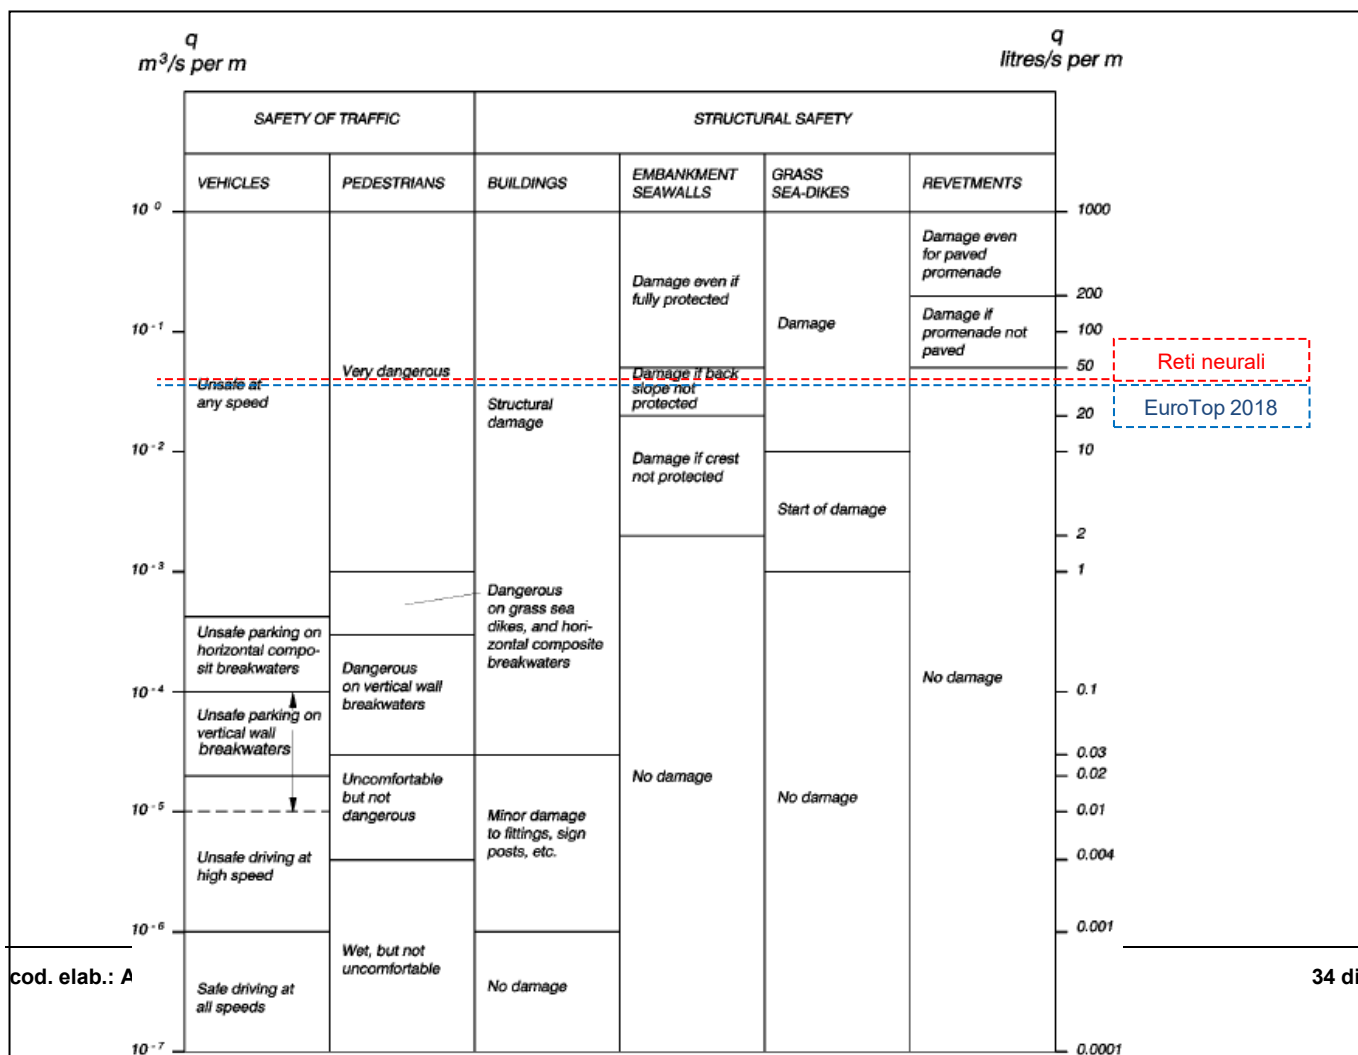 q
m³/s per m
q
litres/s per m
SAFETY OF TRAFFIC
STRUCTURAL SAFETY
VEHICLES
PEDESTRIANS
BUILDINGS
EMBANKMENT
SEAWALLS
GRASS
SEA-DIKES
REVETMENTS
10⁰
10⁻¹
10⁻²
10⁻³
10⁻⁴
10⁻⁵
10⁻⁶
10⁻⁷
Unsafe at
any speed
Unsafe parking on
horizontal compo-
sit breakwaters
Unsafe parking on
vertical wall
breakwaters
Unsafe driving at
high speed
Safe driving at
all speeds
Very dangerous
Dangerous
on vertical wall
breakwaters
Uncomfortable
but not
dangerous
Wet, but not
uncomfortable
Structural
damage
Dangerous
on grass sea
dikes, and hori-
zontal composite
breakwaters
Minor damage
to fittings, sign
posts, etc.
No damage
Damage even if
fully protected
Damage if back
slope not
protected
Damage if crest
not protected
No damage
Damage
Start of damage
No damage
Damage even
for paved
promenade
Damage if
promenade not
paved
No damage
1000
200
100
50
20
10
2
1
0.1
0.03
0.02
0.01
0.004
0.001
0.0001
Reti neurali
EuroTop 2018
cod. elab.: A
34 di